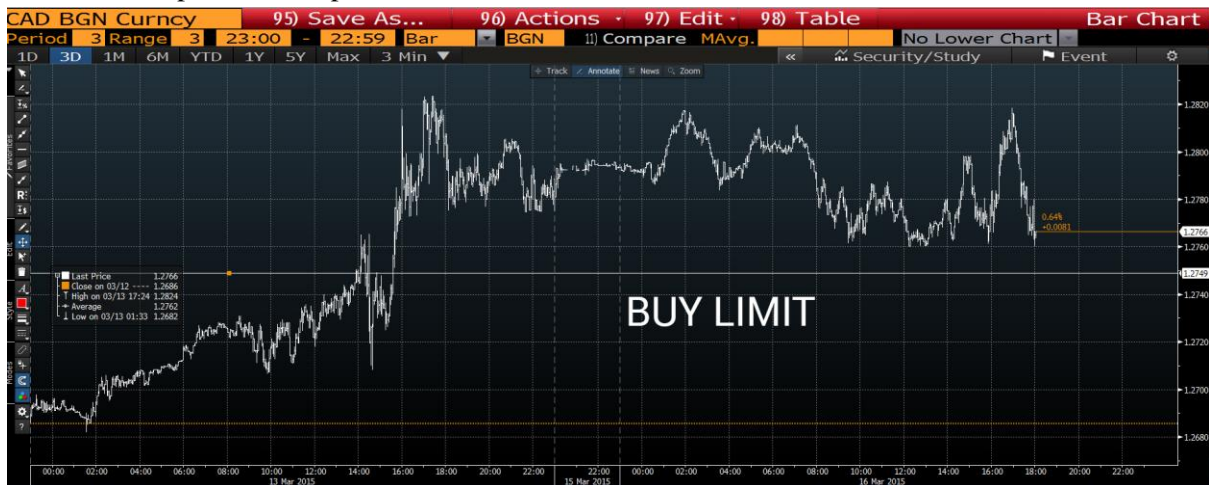 CAD BGN Curncy 95) Save As... 96) Actions 97) Edit 98) Table Bar Chart
Period 3 Range 3 23:00 - 22:59 Bar BGN 11) Compare MAvg. No Lower Chart
1D 3D 1M 6M YTD 1Y 5Y Max 3 Min ▼ « Security/Study Event
Track Annotate News Zoom
Favorites
Edit
Style
Modes
1.2820
1.2800
1.2780
0.64%
+0.0081
1.2766
1.2760
1.2749
Last Price 1.2766
Close on 03/12 ---- 1.2686
High on 03/13 17:24 1.2824
Average 1.2762
Low on 03/13 01:33 1.2682
BUY LIMIT
1.2740
1.2720
1.2700
1.2680
00:00 02:00 04:00 06:00 08:00 10:00 12:00 14:00 16:00 18:00 20:00 22:00 22:00 00:00 02:00 04:00 06:00 08:00 10:00 12:00 14:00 16:00 18:00 20:00 22:00
13 Mar 2015 15 Mar 2015 16 Mar 2015